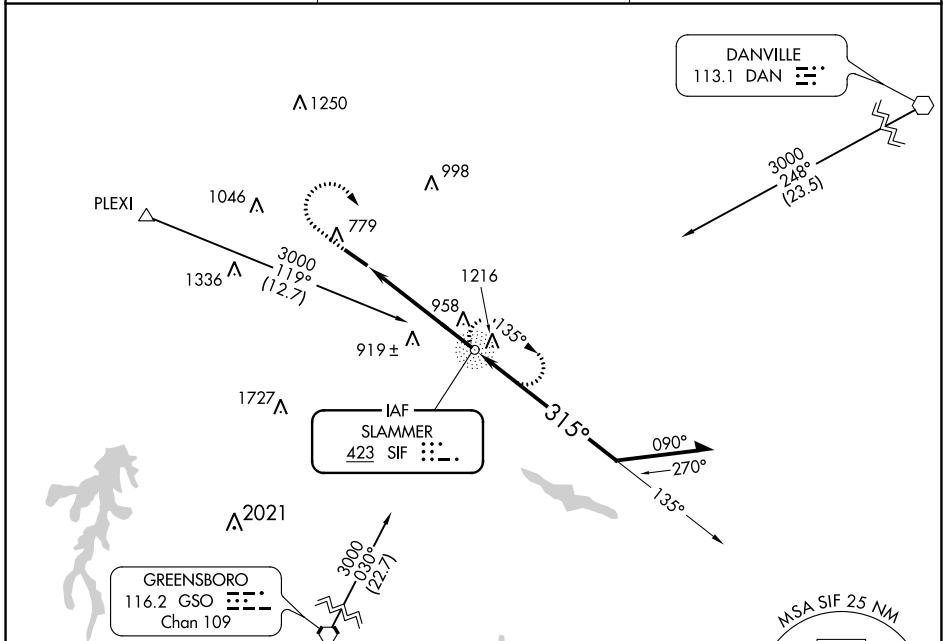 DANVILLE
113.1 DAN
1250
998
3000
248°
(23.5)
1046
PLEXI
779
3000
119°
(12.7)
1336
1216
958
135°
919 ±
1727
IAF
SLAMMER
423 SIF
315°
090°
270°
135°
2021
3000
030°
(22.7)
GREENSBORO
116.2 GSO
Chan 109
MSA SIF 25 NM